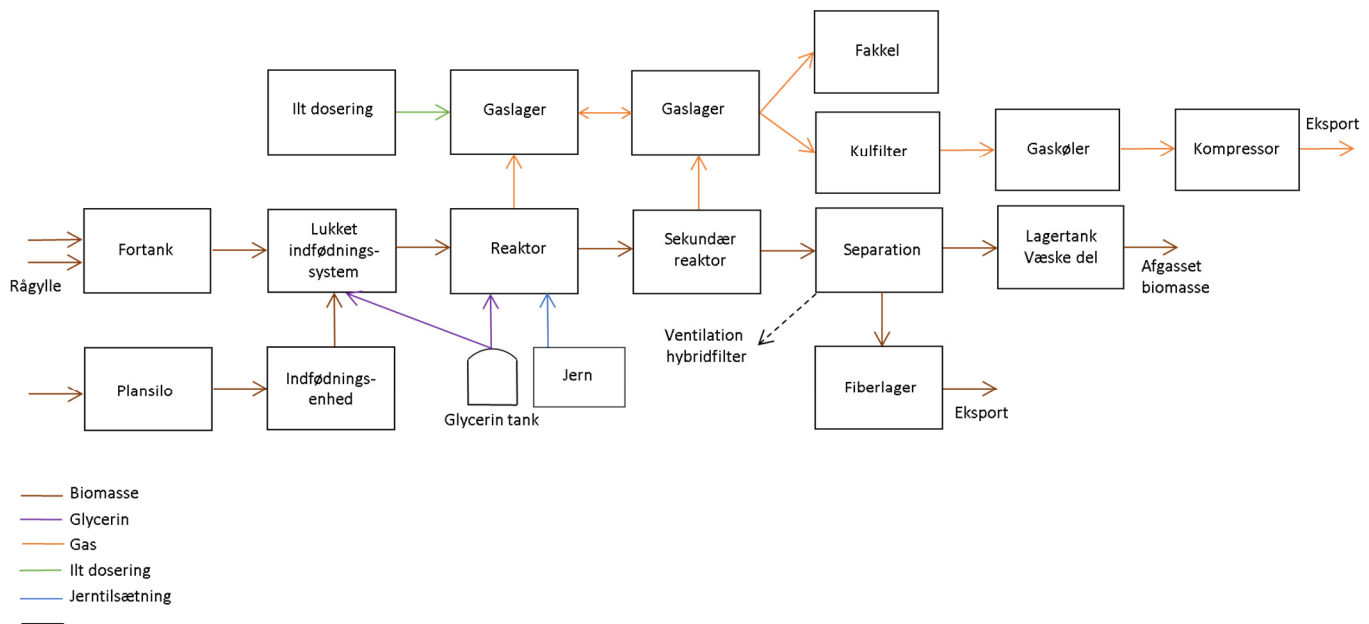 Fakkel
Ilt dosering
Gaslager
Gaslager
Kulfilter
Gaskøler
Kompressor
Eksport
Rågylle
Fortank
Lukket
indfødnings-
system
Reaktor
Sekundær
reaktor
Separation
Lagertank
Væske del
Afgasset
biomasse
Ventilation
hybridfilter
Plansilo
Indfødnings-
enhed
Glycerin tank
Jern
Fiberlager
Eksport
Biomasse
Glycerin
Gas
Ilt dosering
Jerntilsætning